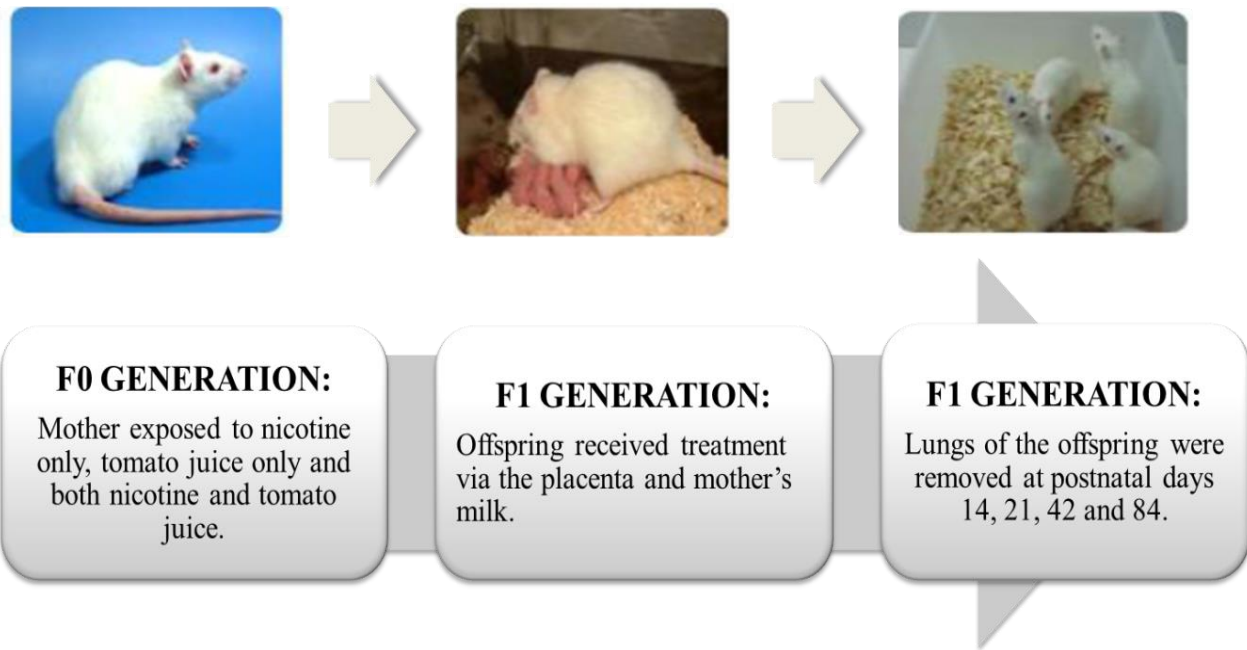 F0 GENERATION:
Mother exposed to nicotine
only, tomato juice only and
both nicotine and tomato
juice.
F1 GENERATION:
Offspring received treatment
via the placenta and mother’s
milk.
F1 GENERATION:
Lungs of the offspring were
removed at postnatal days
14, 21, 42 and 84.